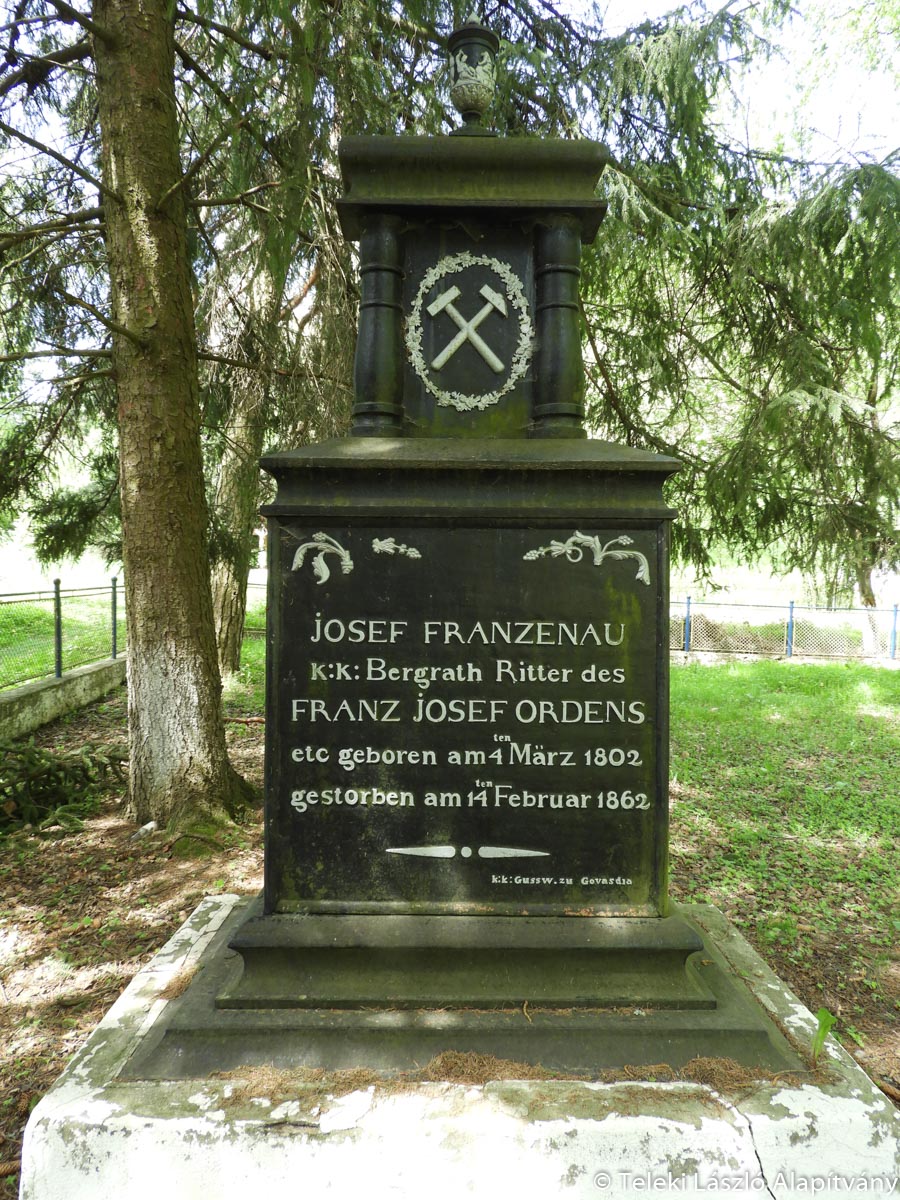 JOSEF FRANZENAU
K:K: Bergrath Ritter des
FRANZ JOSEF ORDENS
etc geboren am 4ten März 1802
gestorben am 14ten Februar 1862
k:k: Gussw. zu Govasdia
© Teleki László Alapítvány